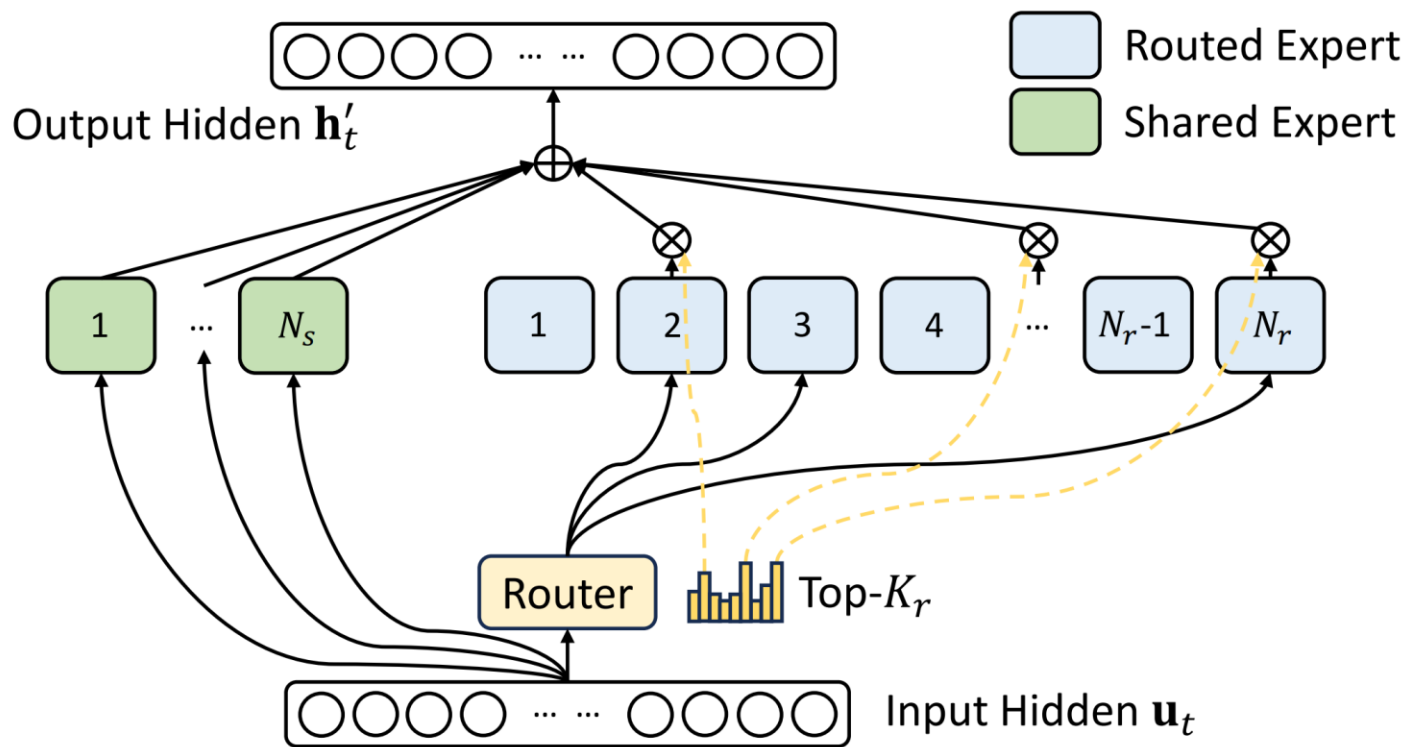 ... ...
Routed Expert
Output Hidden 𝐡′ₜ
Shared Expert
1 ... Nₛ 1 2 3 4 ... Nᵣ-1 Nᵣ
Router
Top-Kᵣ
... ...
Input Hidden 𝐮ₜ